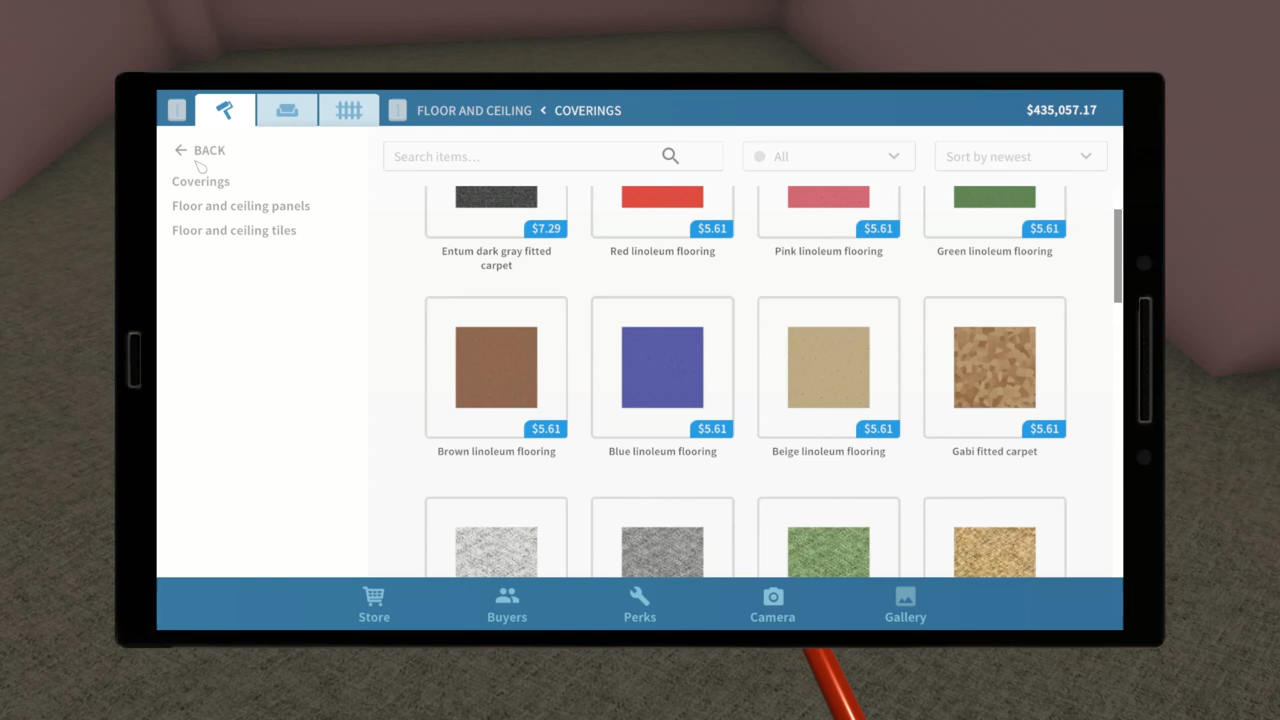 FLOOR AND CEILING < COVERINGS
$435,057.17
BACK
Coverings
Floor and ceiling panels
Floor and ceiling tiles
Search items...
All
Sort by newest
$7.29
$5.61
$5.61
$5.61
Entum dark gray fitted
carpet
Red linoleum flooring
Pink linoleum flooring
Green linoleum flooring
$5.61
$5.61
$5.61
$5.61
Brown linoleum flooring
Blue linoleum flooring
Beige linoleum flooring
Gabi fitted carpet
Store
Buyers
Perks
Camera
Gallery